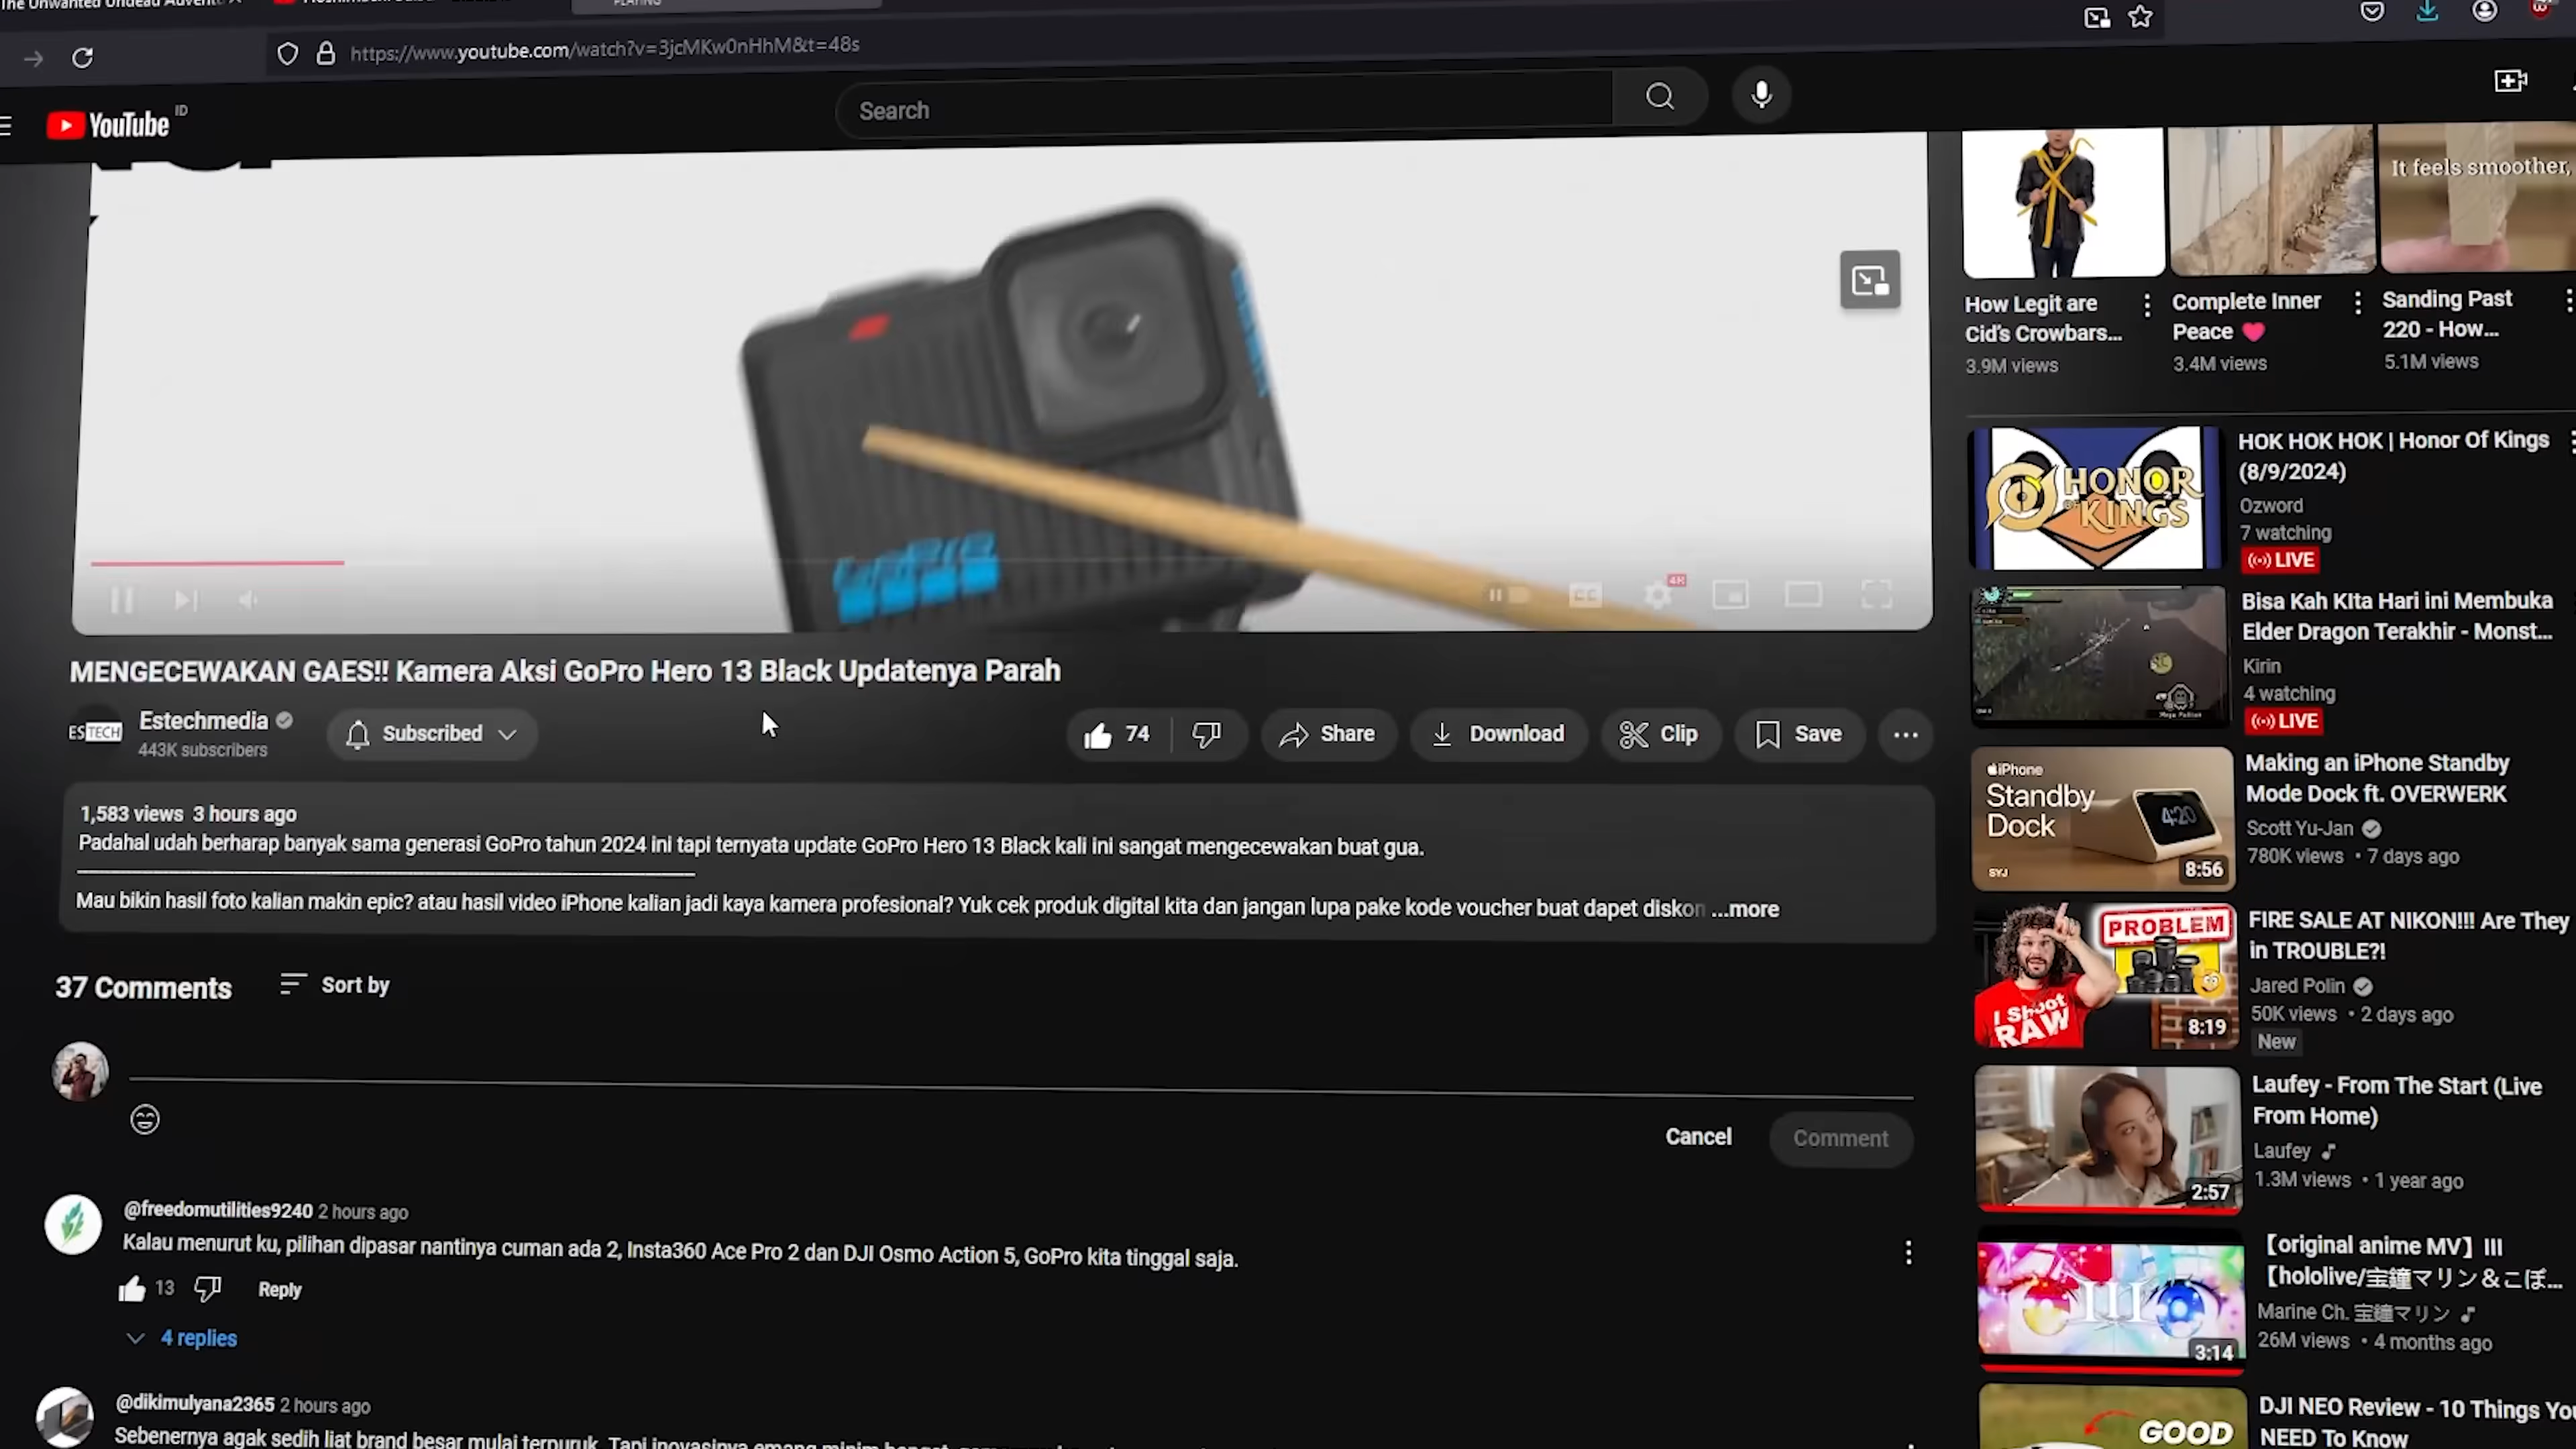 The Unwanted Undead
PLAYING
https://www.youtube.com/watch?v=3jcMKw0nHhM&t=48s
YouTube ID
Search
It feels smoother,
How Legit are
Cid's Crowbars...
3.9M views
Complete Inner
Peace
3.4M views
Sanding Past
220 - How...
5.1M views
GoPro
CC
MENGECEWAKAN GAES!! Kamera Aksi GoPro Hero 13 Black Updatenya Parah
ESTECH
Estechmedia
443K subscribers
Subscribed
74
Share
Download
Clip
Save
1,583 views 3 hours ago
Padahal udah berharap banyak sama generasi GoPro tahun 2024 ini tapi ternyata update GoPro Hero 13 Black kali ini sangat mengecewakan buat gua.
Mau bikin hasil foto kalian makin epic? atau hasil video iPhone kalian jadi kaya kamera profesional? Yuk cek produk digital kita dan jangan lupa pake kode voucher buat dapet diskon ...more
37 Comments
Sort by
Cancel
Comment
@freedomutilities9240 2 hours ago
Kalau menurut ku, pilihan dipasar nantinya cuman ada 2, Insta360 Ace Pro 2 dan DJI Osmo Action 5, GoPro kita tinggal saja.
13
Reply
4 replies
@dikimulyana2365 2 hours ago
Sebenernya agak sedih liat brand besar mulai terpuruk. Tapi inovasinya emang minim banget,
HONOR OF KINGS
HOK HOK HOK | Honor Of Kings
(8/9/2024)
Ozword
7 watching
LIVE
Bisa Kah KIta Hari ini Membuka
Elder Dragon Terakhir - Monst...
Kirin
4 watching
LIVE
iPhone
Standby
Dock
4:20
SYJ
8:56
Making an iPhone Standby
Mode Dock ft. OVERWERK
Scott Yu-Jan
780K views • 7 days ago
PROBLEM
I Shoot
RAW
8:19
FIRE SALE AT NIKON!!! Are They
in TROUBLE?!
Jared Polin
50K views • 2 days ago
New
2:57
Laufey - From The Start (Live
From Home)
Laufey
1.3M views • 1 year ago
III
3:14
【original anime MV】III
【hololive/宝鐘マリン＆こぼ...
Marine Ch. 宝鐘マリン
26M views • 4 months ago
GOOD
DJI NEO Review - 10 Things You
NEED To Know